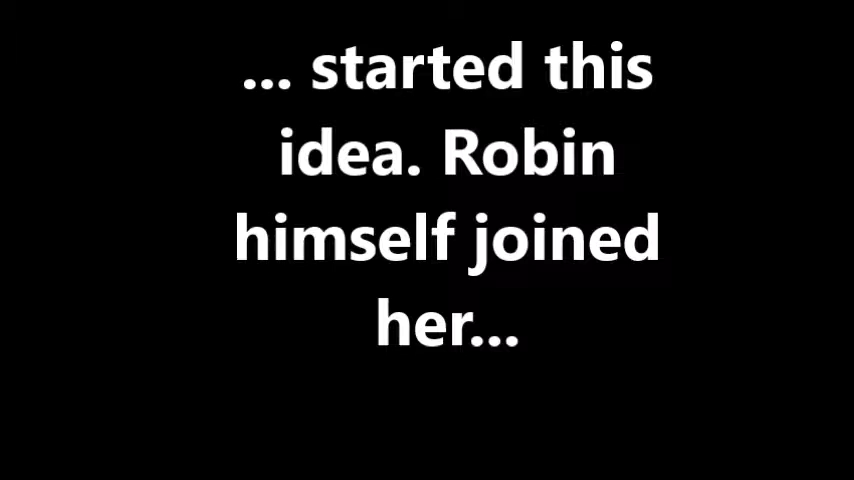 ... started this
idea. Robin
himself joined
her...